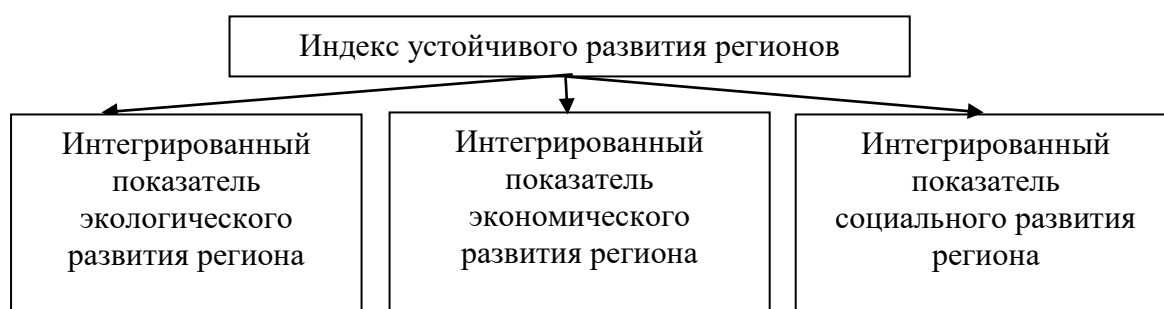 Индекс устойчивого развития регионов
Интегрированный
показатель
экологического
развития региона
Интегрированный
показатель
экономического
развития региона
Интегрированный
показатель
социального развития
региона